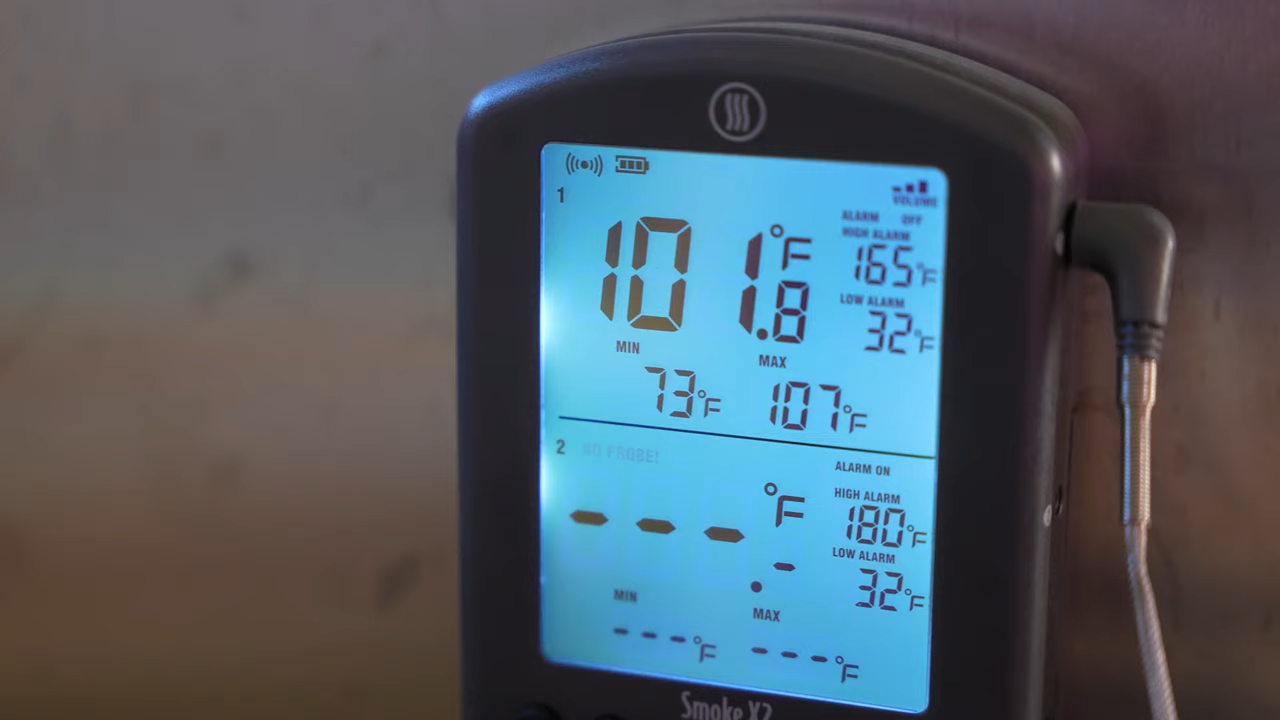 1
VOLUME
ALARM OFF
HIGH ALARM
101 1.8°F
165°F
LOW ALARM
32°F
MIN MAX
73°F 107°F
2 NO PROBE!
ALARM ON
HIGH ALARM
- - - .- °F
180°F
LOW ALARM
32°F
MIN MAX
- - -°F - - -°F
Smoke X2